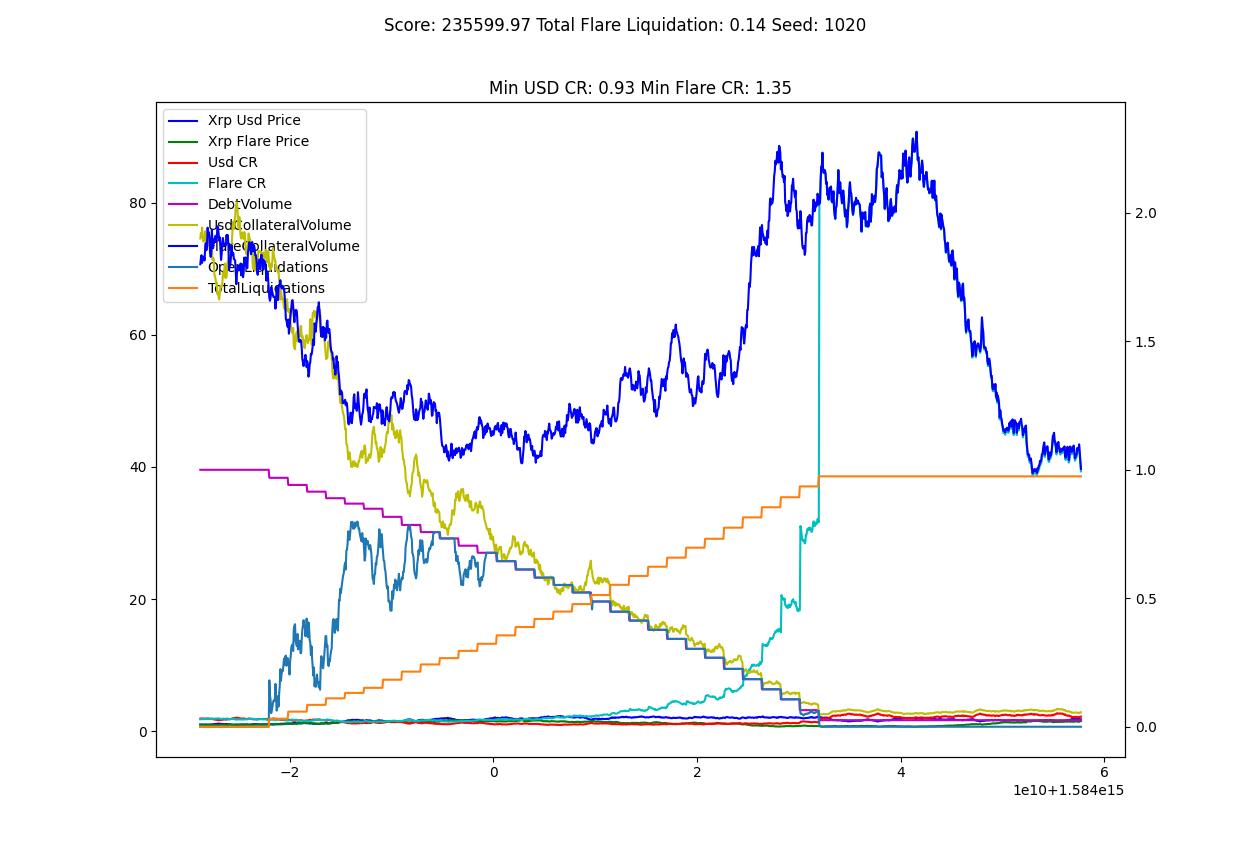 Score: 235599.97 Total Flare Liquidation: 0.14 Seed: 1020
Min USD CR: 0.93 Min Flare CR: 1.35
Xrp Usd Price
Xrp Flare Price
Usd CR
Flare CR
DebtVolume
UsdCollateralVolume
FlareCollateralVolume
OpenLiquidations
TotalLiquidations
80
60
40
20
0
2.0
1.5
1.0
0.5
0.0
−2
0
2
4
6
1e10+1.584e15